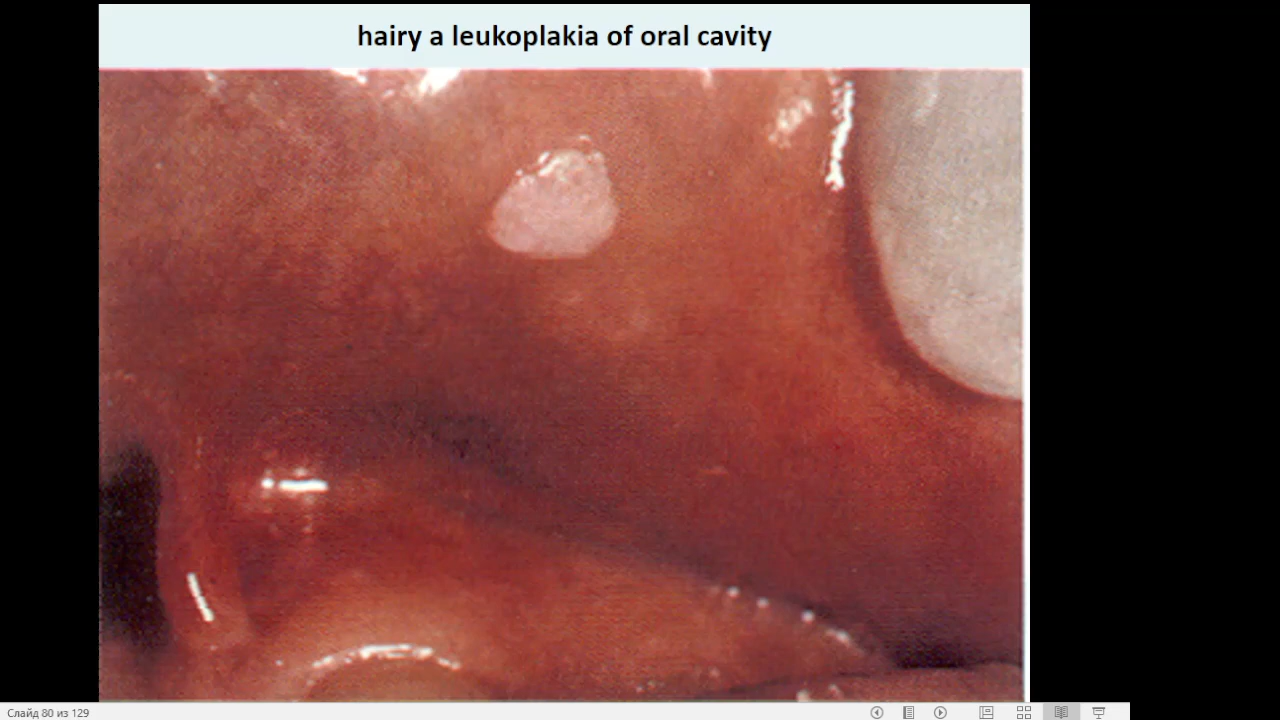 hairy a leukoplakia of oral cavity
Слайд 80 из 129